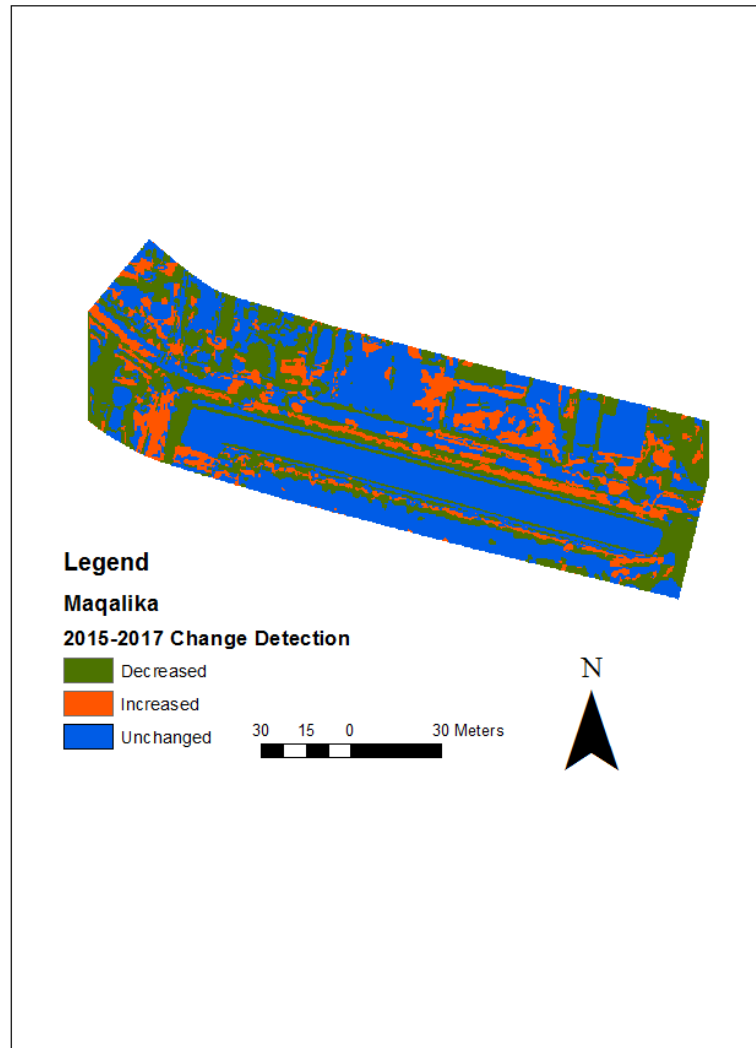 Legend
Maqalika
2015-2017 Change Detection
Decreased
Increased
Unchanged
30 15 0 30 Meters
N